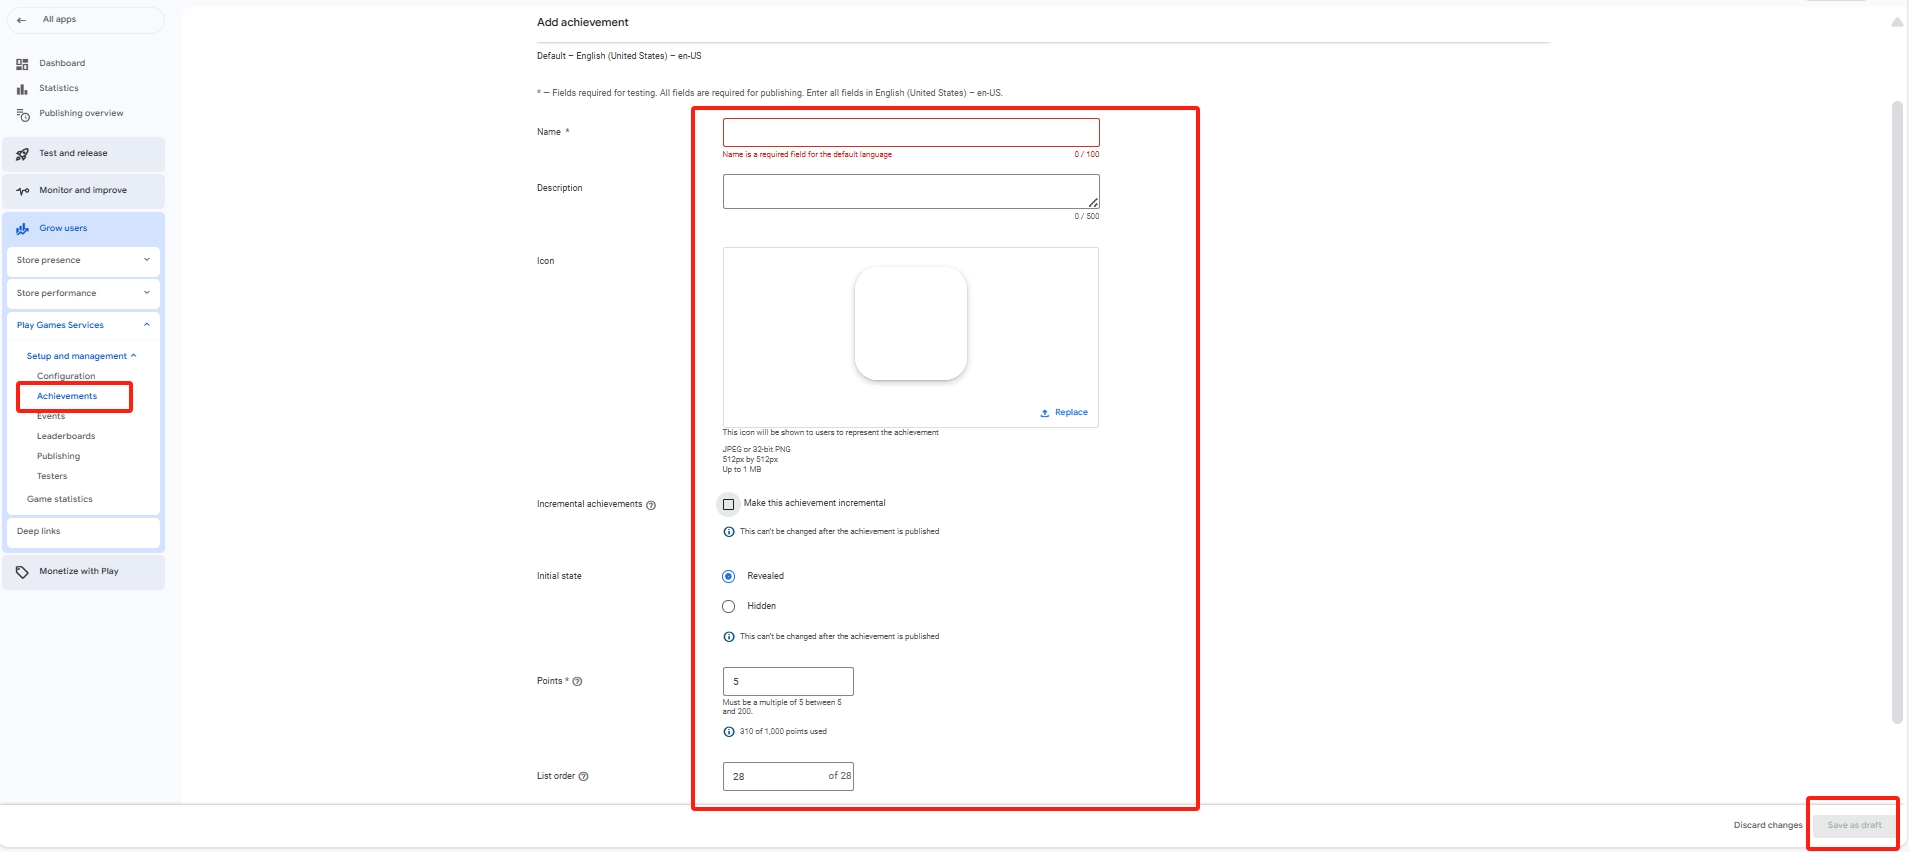 All apps
Dashboard
Statistics
Publishing overview
Test and release
Monitor and improve
Grow users
Store presence
Store performance
Play Games Services
Setup and management
Configuration
Achievements
Events
Leaderboards
Publishing
Testers
Game statistics
Deep links
Monetize with Play
Add achievement
Default – English (United States) – en-US
* – Fields required for testing. All fields are required for publishing. Enter all fields in English (United States) – en-US.
Name *
Name is a required field for the default language 0 / 100
Description
0 / 500
Icon
Replace
This icon will be shown to users to represent the achievement
JPEG or 32-bit PNG
512px by 512px
Up to 1 MB
Incremental achievements
Make this achievement incremental
This can't be changed after the achievement is published
Initial state
Revealed
Hidden
This can't be changed after the achievement is published
Points *
5
Must be a multiple of 5 between 5
and 200.
310 of 1,000 points used
List order
28 of 28
Discard changes Save as draft